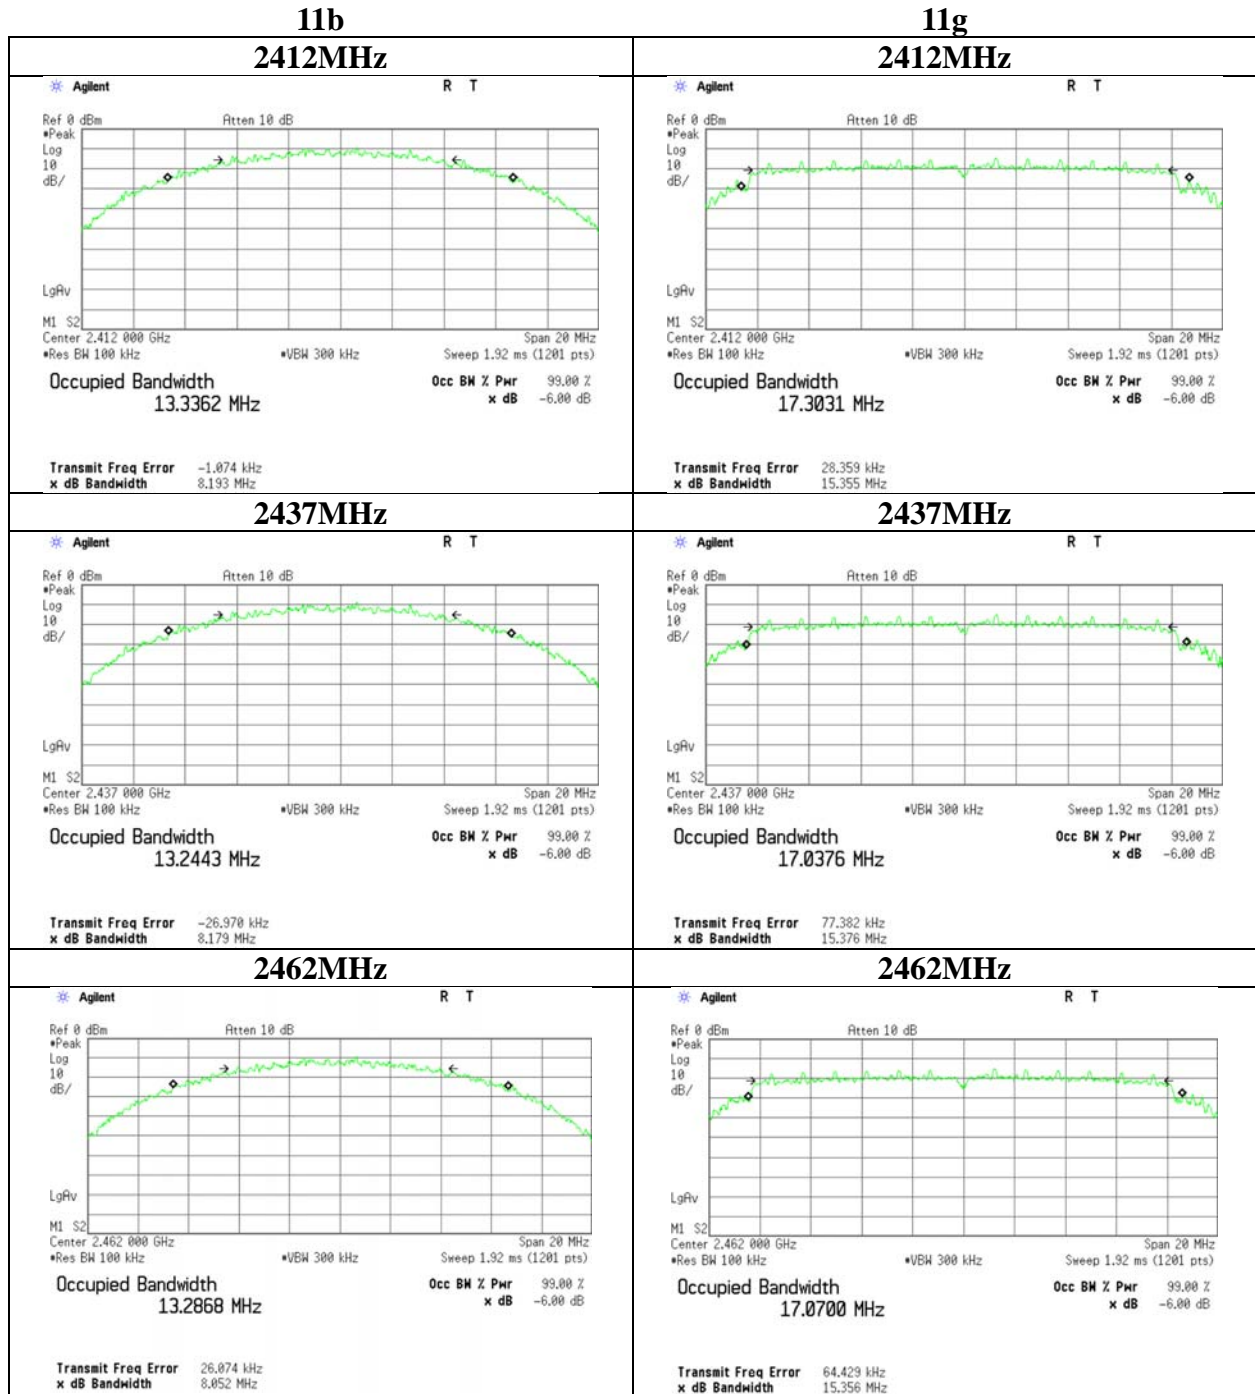 11b 11g
2412MHz 2412MHz
Agilent R T
Ref 0 dBm Atten 10 dB
#Peak
Log
10
dB/
LgAv
M1 S2
Center 2.412 000 GHz Span 20 MHz
#Res BW 100 kHz #VBW 300 kHz Sweep 1.92 ms (1201 pts)
Occupied Bandwidth Occ BW % Pwr 99.00 %
13.3362 MHz x dB -6.00 dB
Transmit Freq Error -1.074 kHz
x dB Bandwidth 8.193 MHz
Agilent R T
Ref 0 dBm Atten 10 dB
#Peak
Log
10
dB/
LgAv
M1 S2
Center 2.412 000 GHz Span 20 MHz
#Res BW 100 kHz #VBW 300 kHz Sweep 1.92 ms (1201 pts)
Occupied Bandwidth Occ BW % Pwr 99.00 %
17.3031 MHz x dB -6.00 dB
Transmit Freq Error 28.359 kHz
x dB Bandwidth 15.355 MHz
2437MHz 2437MHz
Agilent R T
Ref 0 dBm Atten 10 dB
#Peak
Log
10
dB/
LgAv
M1 S2
Center 2.437 000 GHz Span 20 MHz
#Res BW 100 kHz #VBW 300 kHz Sweep 1.92 ms (1201 pts)
Occupied Bandwidth Occ BW % Pwr 99.00 %
13.2443 MHz x dB -6.00 dB
Transmit Freq Error -26.970 kHz
x dB Bandwidth 8.179 MHz
Agilent R T
Ref 0 dBm Atten 10 dB
#Peak
Log
10
dB/
LgAv
M1 S2
Center 2.437 000 GHz Span 20 MHz
#Res BW 100 kHz #VBW 300 kHz Sweep 1.92 ms (1201 pts)
Occupied Bandwidth Occ BW % Pwr 99.00 %
17.0376 MHz x dB -6.00 dB
Transmit Freq Error 77.382 kHz
x dB Bandwidth 15.376 MHz
2462MHz 2462MHz
Agilent R T
Ref 0 dBm Atten 10 dB
#Peak
Log
10
dB/
LgAv
M1 S2
Center 2.462 000 GHz Span 20 MHz
#Res BW 100 kHz #VBW 300 kHz Sweep 1.92 ms (1201 pts)
Occupied Bandwidth Occ BW % Pwr 99.00 %
13.2868 MHz x dB -6.00 dB
Transmit Freq Error 26.074 kHz
x dB Bandwidth 8.052 MHz
Agilent R T
Ref 0 dBm Atten 10 dB
#Peak
Log
10
dB/
LgAv
M1 S2
Center 2.462 000 GHz Span 20 MHz
#Res BW 100 kHz #VBW 300 kHz Sweep 1.92 ms (1201 pts)
Occupied Bandwidth Occ BW % Pwr 99.00 %
17.0700 MHz x dB -6.00 dB
Transmit Freq Error 64.429 kHz
x dB Bandwidth 15.356 MHz